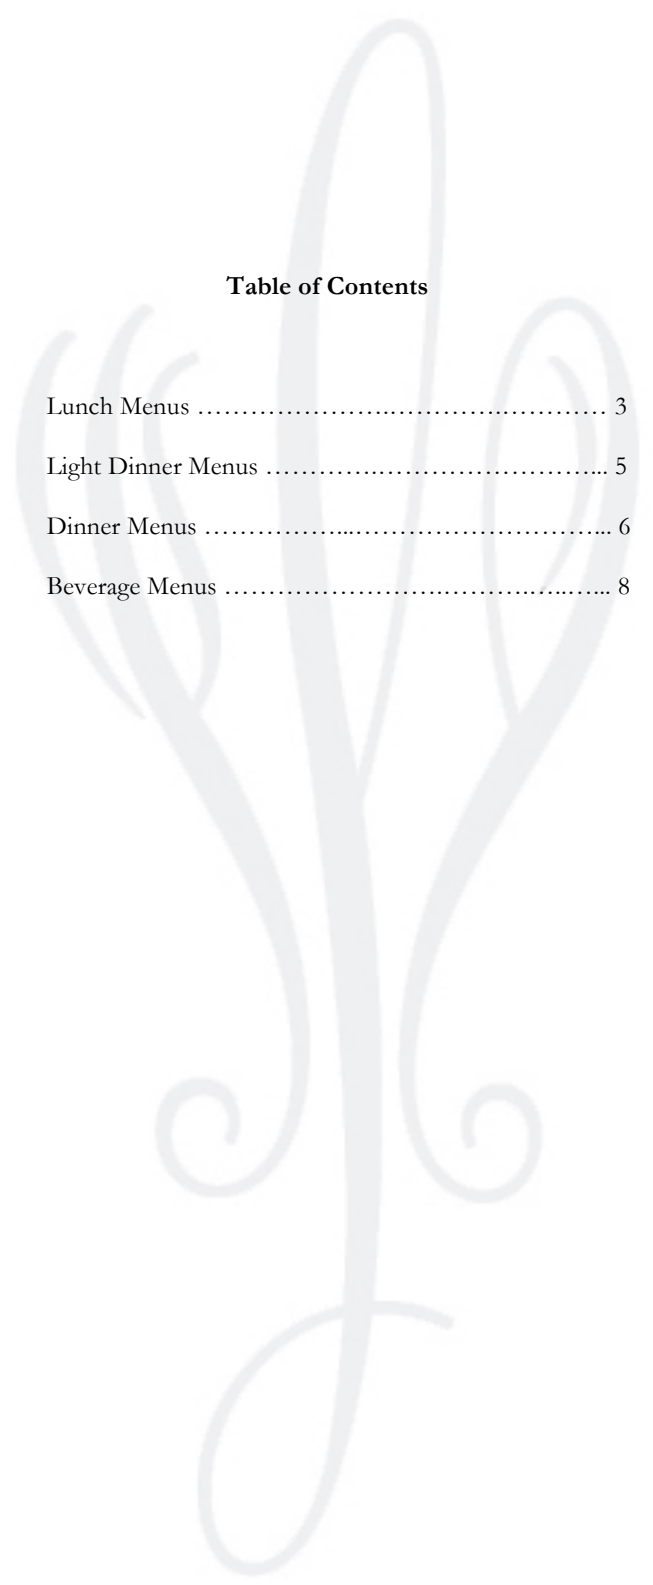 Table of Contents
Lunch Menus ………………….………….………… 3
Light Dinner Menus ………….……………………... 5
Dinner Menus ……………...………………………... 6
Beverage Menus …………………….……….…..…... 8